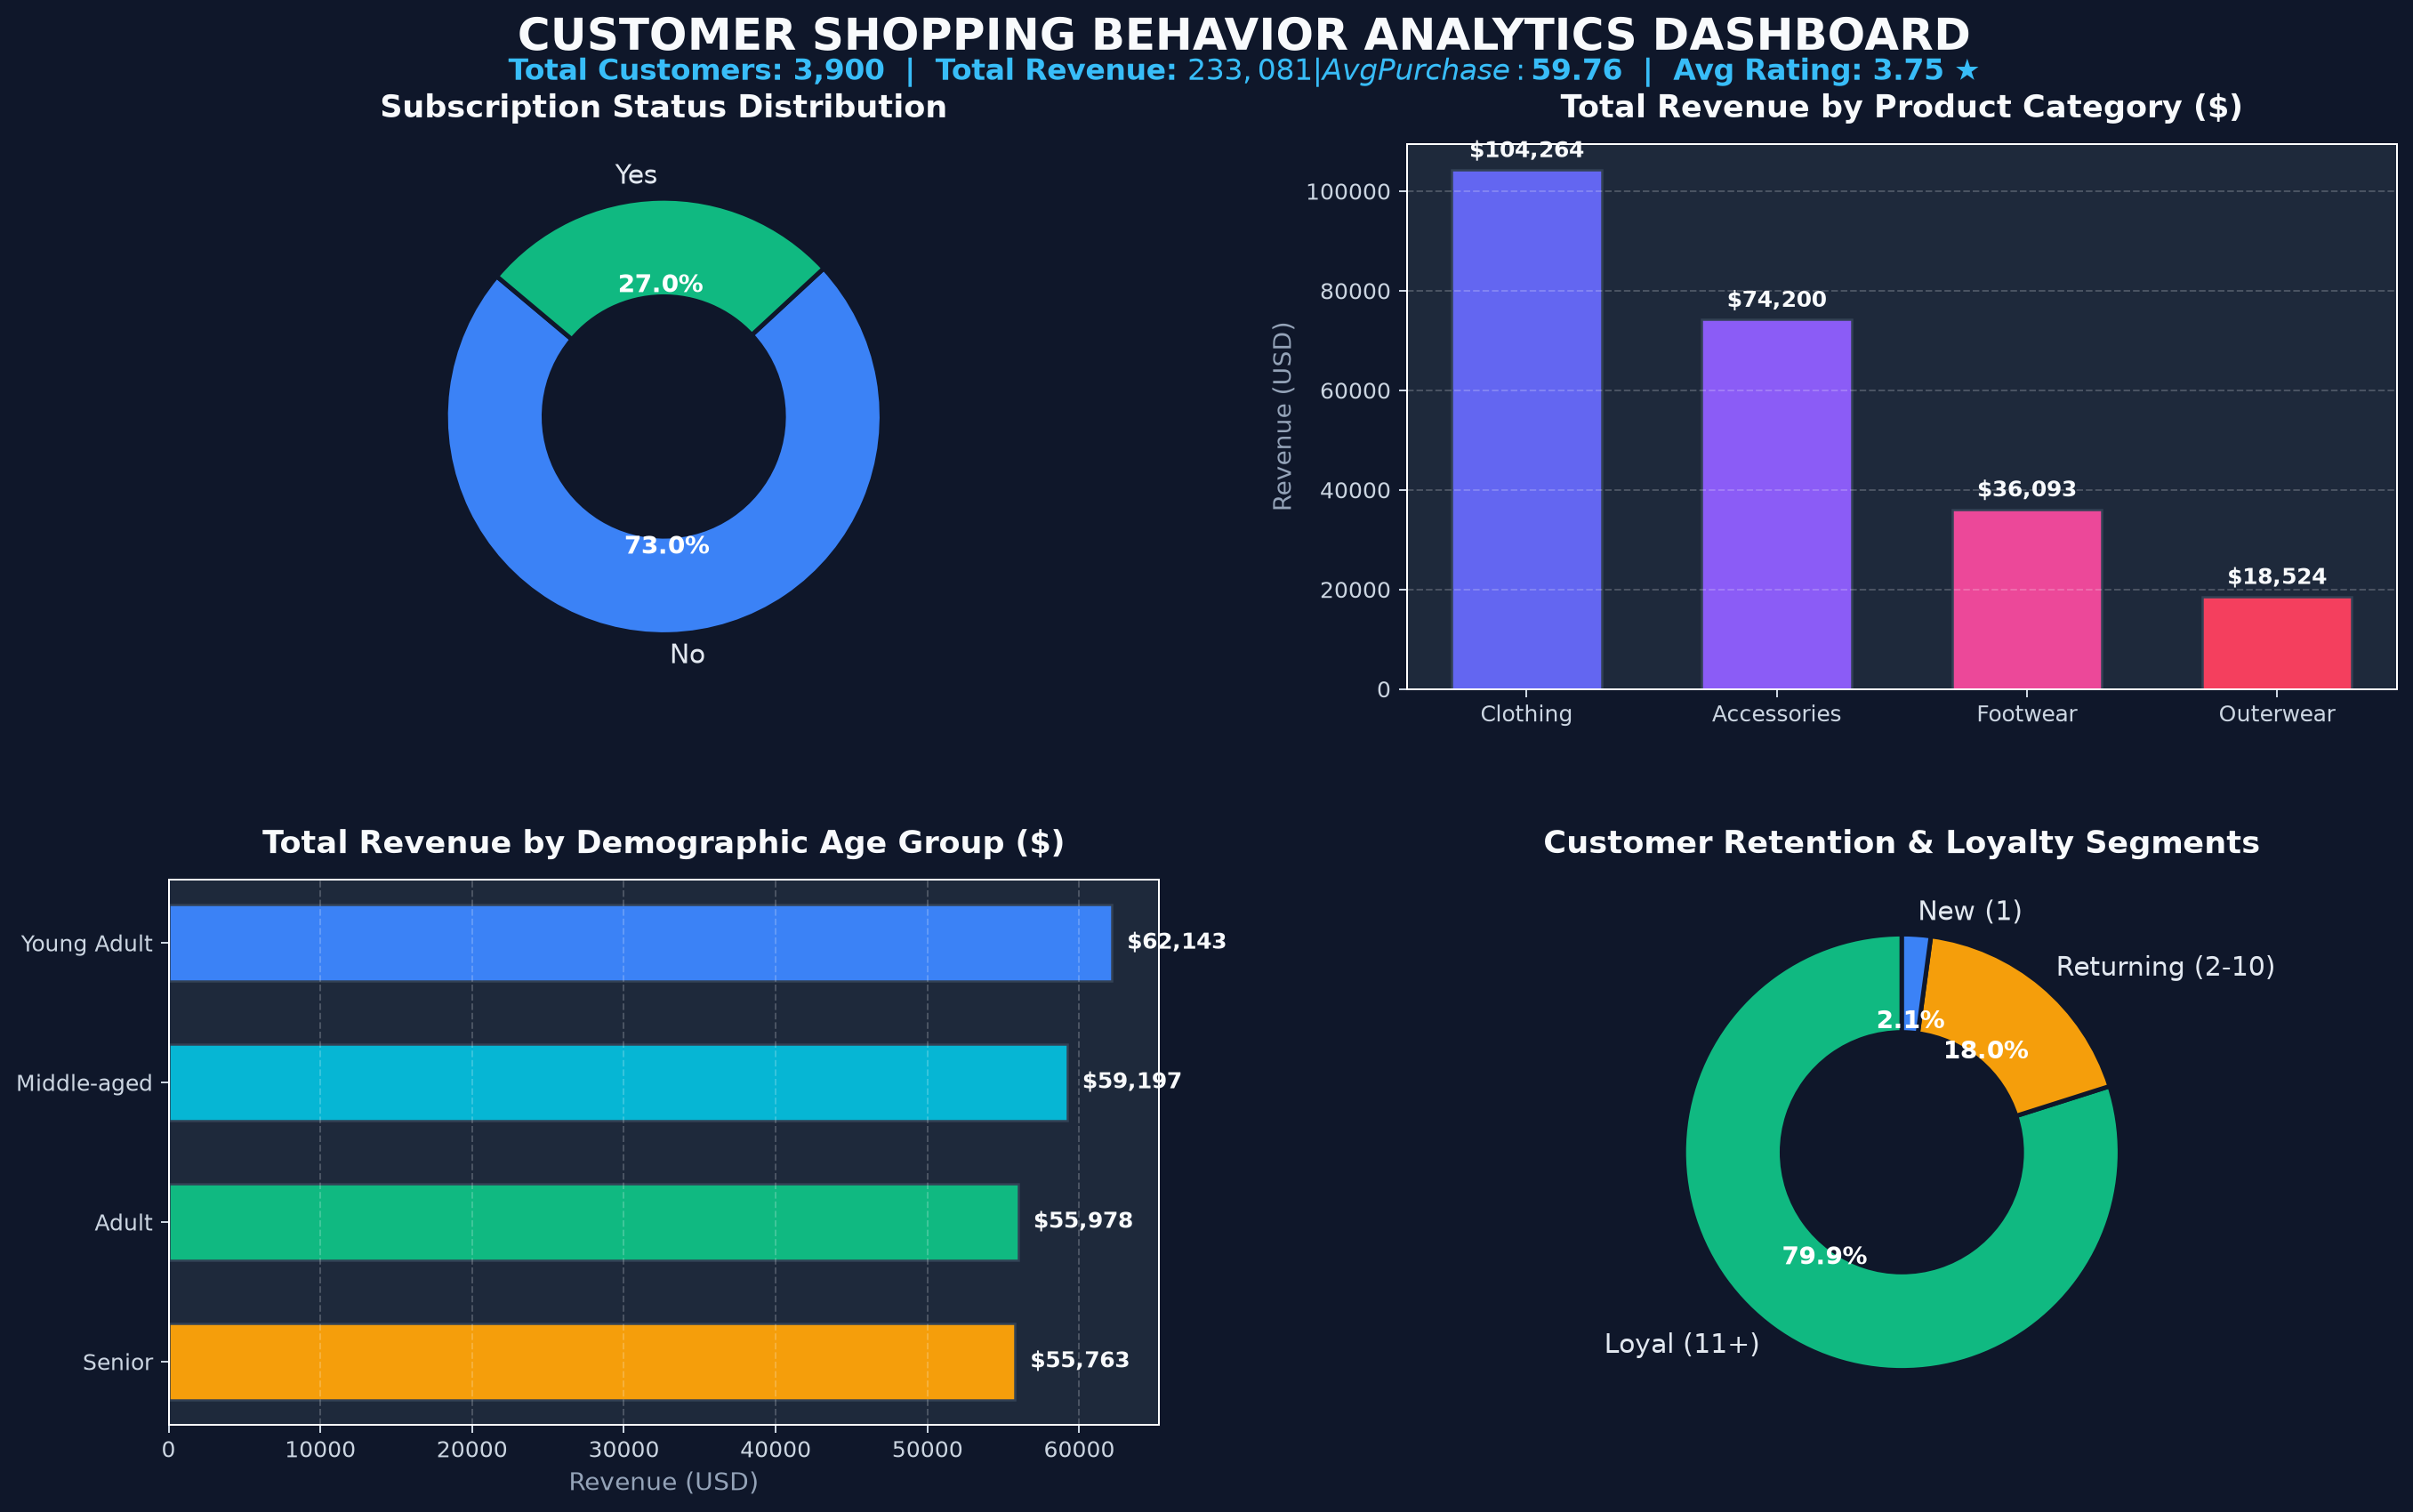 CUSTOMER SHOPPING BEHAVIOR ANALYTICS DASHBOARD
Total Customers: 3,900 | Total Revenue: 233,081|AvgPurchase:59.76 | Avg Rating: 3.75 ★
Subscription Status Distribution
Yes
27.0%
73.0%
No
Total Revenue by Product Category ($)
$104,264
100000
80000
$74,200
60000
40000
$36,093
20000
$18,524
0
Revenue (USD)
Clothing Accessories Footwear Outerwear
Total Revenue by Demographic Age Group ($)
Young Adult $62,143
Middle-aged $59,197
Adult $55,978
Senior $55,763
0 10000 20000 30000 40000 50000 60000
Revenue (USD)
Customer Retention & Loyalty Segments
New (1)
Returning (2-10)
2.1%
18.0%
79.9%
Loyal (11+)